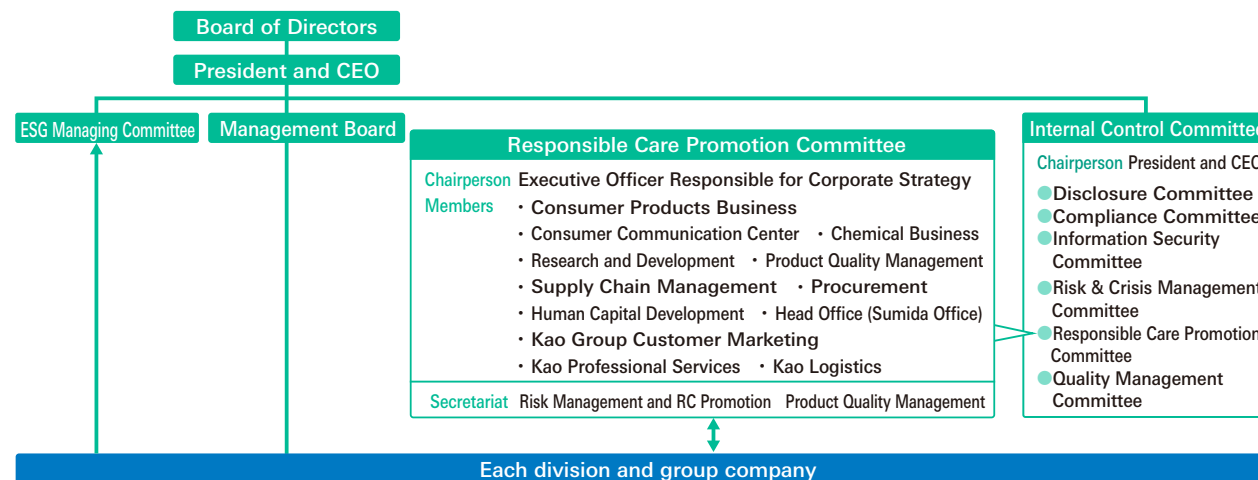 Board of Directors
President and CEO
ESG Managing Committee
Management Board
Responsible Care Promotion Committee
Chairperson Executive Officer Responsible for Corporate Strategy
Members ・ Consumer Products Business
・ Consumer Communication Center ・ Chemical Business
・ Research and Development ・ Product Quality Management
・ Supply Chain Management ・ Procurement
・ Human Capital Development ・ Head Office (Sumida Office)
・ Kao Group Customer Marketing
・ Kao Professional Services ・ Kao Logistics
Secretariat Risk Management and RC Promotion Product Quality Management
Internal Control Committee
Chairperson President and CEO
●Disclosure Committee
●Compliance Committee
●Information Security
Committee
●Risk & Crisis Management
Committee
●Responsible Care Promotion
Committee
●Quality Management
Committee
Each division and group company